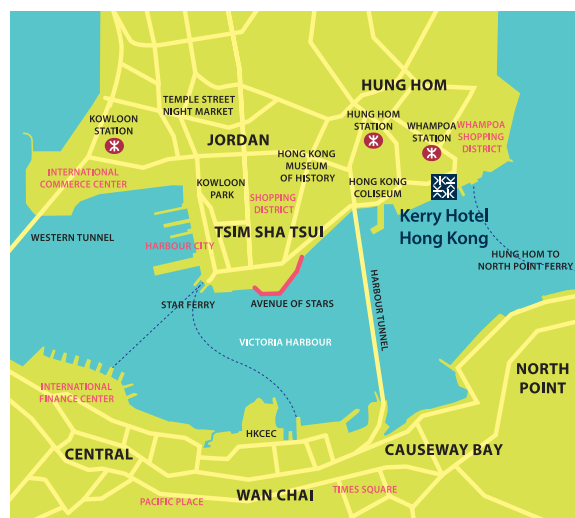 HUNG HOM
TEMPLE STREET
NIGHT MARKET
KOWLOON
STATION
HUNG HOM
STATION
WHAMPOA
STATION
WHAMPOA
SHOPPING
DISTRICT
JORDAN
HONG KONG
MUSEUM
OF HISTORY
INTERNATIONAL
COMMERCE CENTER
KOWLOON
PARK
SHOPPING
DISTRICT
HONG KONG
COLISEUM
Kerry Hotel
Hong Kong
TSIM SHA TSUI
WESTERN TUNNEL
HARBOUR CITY
HUNG HOM TO
NORTH POINT FERRY
STAR FERRY
AVENUE OF STARS
HARBOUR TUNNEL
VICTORIA HARBOUR
NORTH
POINT
INTERNATIONAL
FINANCE CENTER
HKCEC
CENTRAL
CAUSEWAY BAY
WAN CHAI
TIMES SQUARE
PACIFIC PLACE